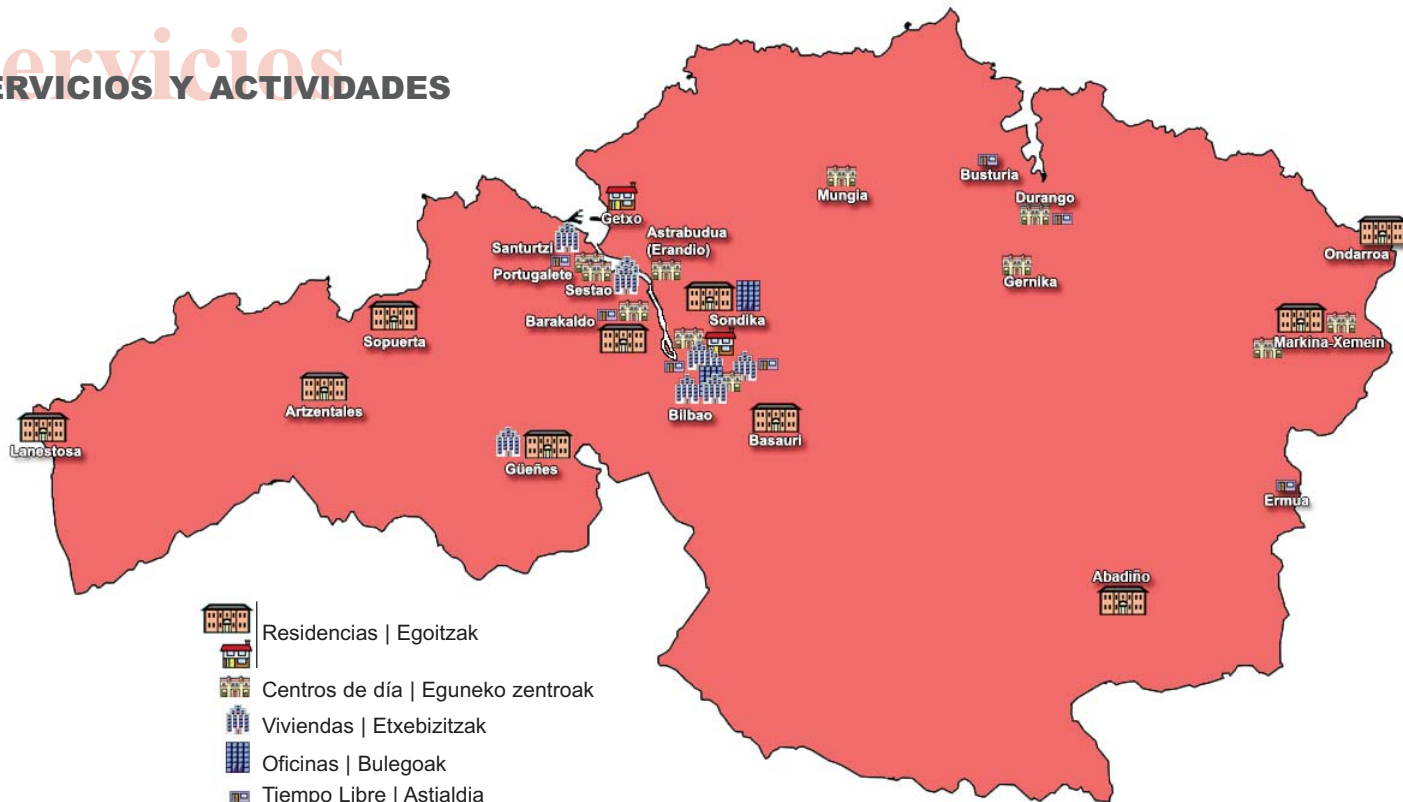 ervicios
ERVICIOS Y ACTIVIDADES
Busturia
Mungia
Durango
Getxo
Astrabudua
(Erandio)
Santurtzi
Ondarroa
Portugalete
Gernika
Sestao
Barakaldo
Sondika
Sopuerta
Markina-Xemein
Artzentales
Bilbao
Basauri
Lanestosa
Güeñes
Ermua
Abadiño
Residencias | Egoitzak
Centros de día | Eguneko zentroak
Viviendas | Etxebizitzak
Oficinas | Bulegoak
Tiempo Libre | Astialdia